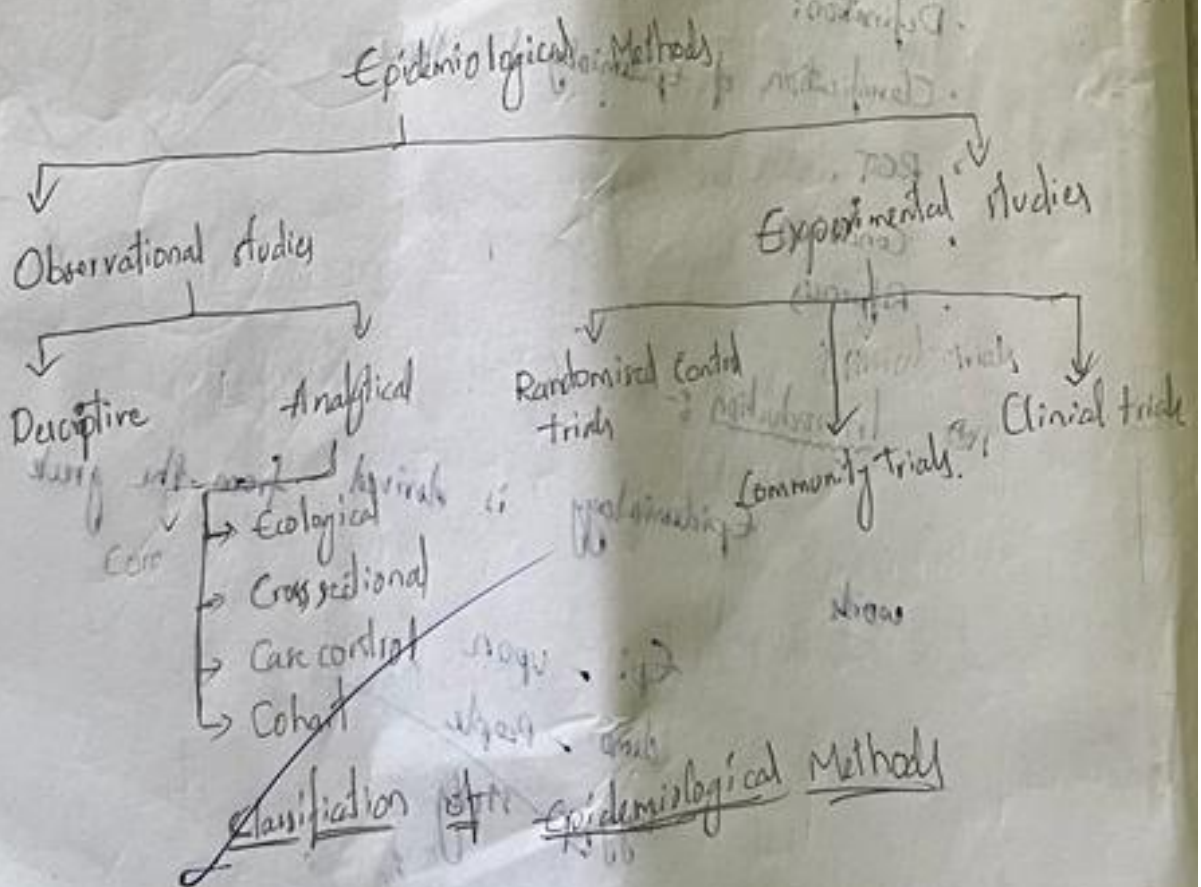 Epidemiological Methods
Observational studies
Experimental studies
Descriptive
Analytical
Randomised Control
trials
Community trials
Clinical trials
Ecological
Cross sectional
Case control
Cohort
Classification of Epidemiological Methods